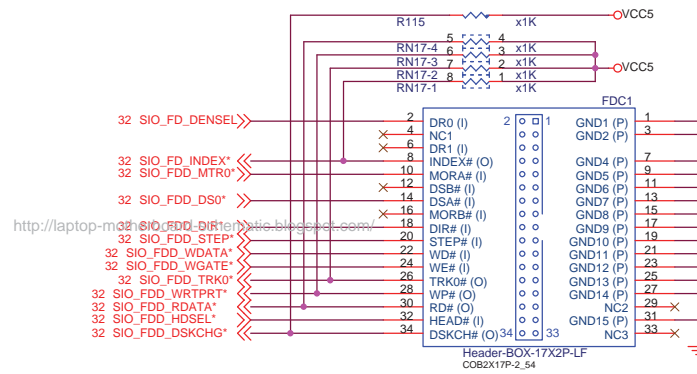 R115 x1K VCC5
5 4
RN17-4 6 3 x1K
RN17-3 7 2 x1K VCC5
RN17-2 8 1 x1K
RN17-1 x1K
FDC1
32 SIO_FD_DENSEL 2 DR0 (I) 2 1 GND1 (P) 1
4 NC1 GND2 (P) 3
6 DR1 (I)
32 SIO_FD_INDEX* 8 INDEX# (O) GND4 (P) 7
32 SIO_FDD_MTR0* 10 MORA# (I) GND5 (P) 9
12 DSB# (I) GND6 (P) 11
32 SIO_FDD_DS0* 14 DSA# (I) GND7 (P) 13
16 MORB# (I) GND8 (P) 15
http://laptop-motherboard-schematic.blogspot.com/
32 SIO_FDD_DIR* 18 DIR# (I) GND9 (P) 17
32 SIO_FDD_STEP* 20 STEP# (I) GND10 (P) 19
32 SIO_FDD_WDATA* 22 WD# (I) GND11 (P) 21
32 SIO_FDD_WGATE* 24 WE# (I) GND12 (P) 23
32 SIO_FDD_TRK0* 26 TRK0# (O) GND13 (P) 25
32 SIO_FDD_WRTPRT* 28 WP# (O) GND14 (P) 27
32 SIO_FDD_RDATA* 30 RD# (O) NC2 29
32 SIO_FDD_HDSEL* 32 HEAD# (I) GND15 (P) 31
32 SIO_FDD_DSKCHG* 34 DSKCH# (O) 34 33 NC3 33
Header-BOX-17X2P-LF
COB2X17P-2_54